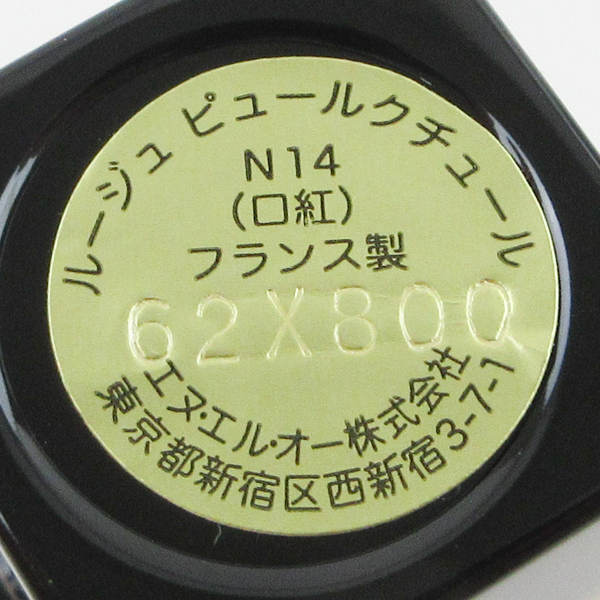 ルージュ ピュールクチュール
N14
(口紅)
フランス製
62X800
エヌ・エル・オー株式会社
東京都新宿区西新宿3-7-1